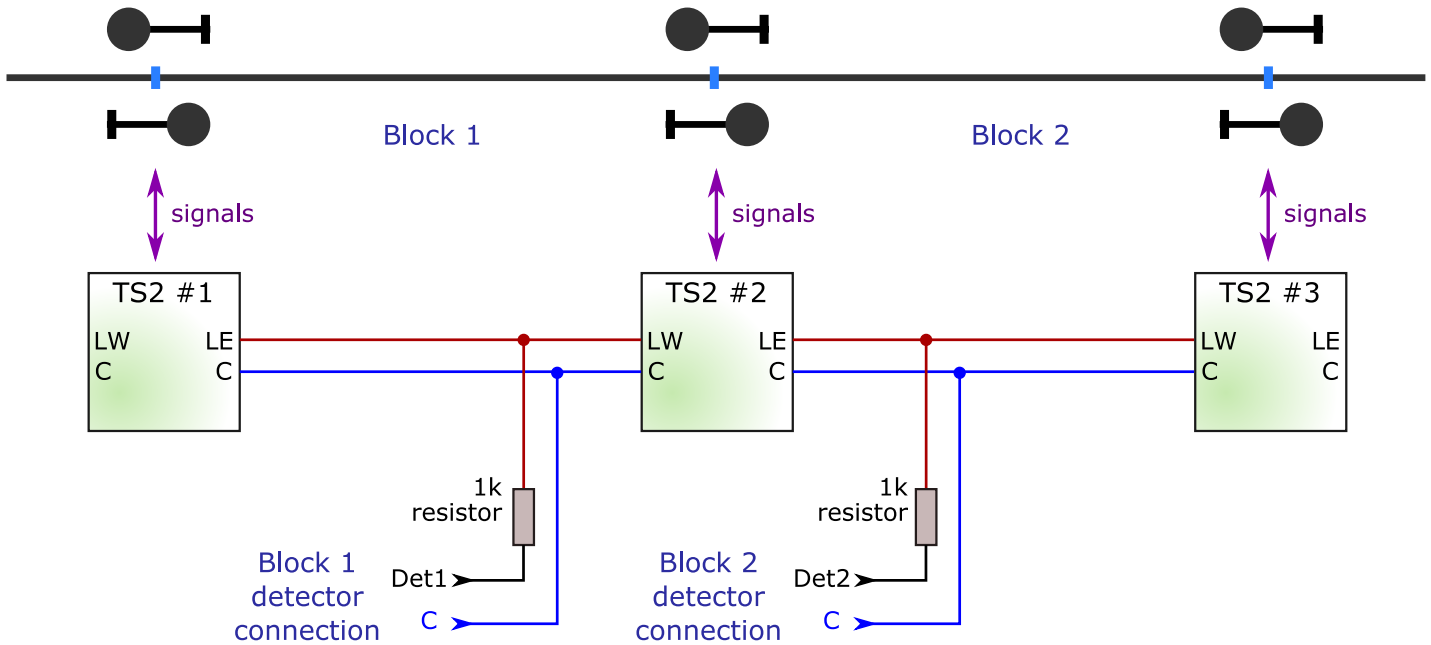 Block 1
Block 2
signals
signals
signals
TS2 #1
LW LE
C C
TS2 #2
LW LE
C C
TS2 #3
LW LE
C C
1k
resistor
1k
resistor
Block 1
detector
connection
Det1
C
Block 2
detector
connection
Det2
C